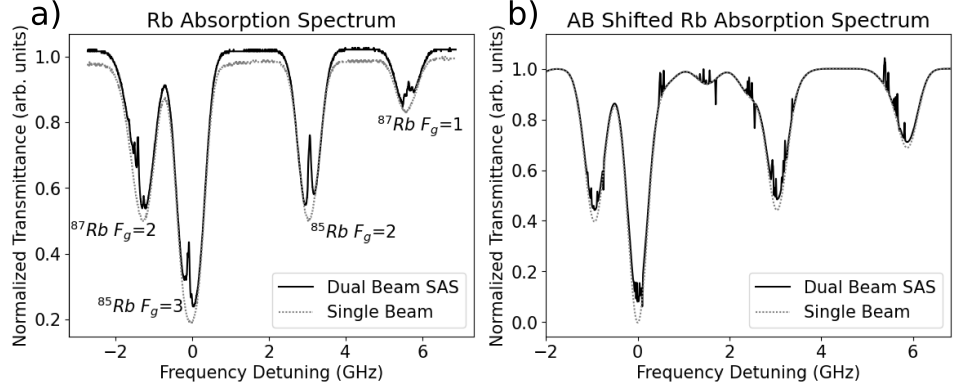 a)
Rb Absorption Spectrum
Normalized Transmittance (arb. units)
1.0
0.8
0.6
0.4
0.2
⁸⁷Rb F_g=1
⁸⁷Rb F_g=2
⁸⁵Rb F_g=2
⁸⁵Rb F_g=3
Dual Beam SAS
Single Beam
−2
0
2
4
6
Frequency Detuning (GHz)
b)
AB Shifted Rb Absorption Spectrum
Normalized Transmittance (arb. units)
1.0
0.8
0.6
0.4
0.2
0.0
Dual Beam SAS
Single Beam
−2
0
2
4
6
Frequency Detuning (GHz)